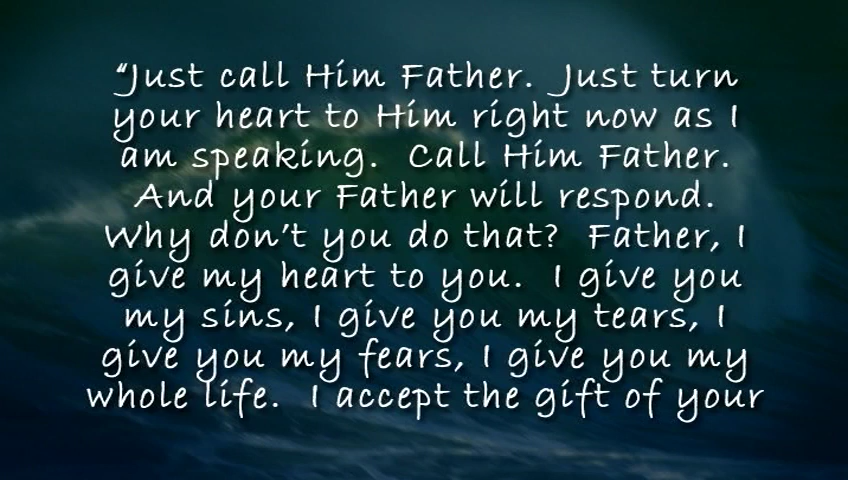 “Just call Him Father.  Just turn
your heart to Him right now as I
am speaking.  Call Him Father.
And your Father will respond.
Why don’t you do that?  Father, I
give my heart to you.  I give you
my sins, I give you my tears, I
give you my fears, I give you my
whole life.  I accept the gift of your